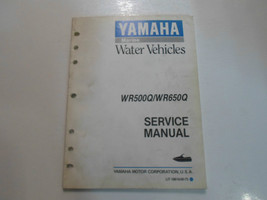 YAMAHA
Water Vehicles
WR500Q/WR650Q
SERVICE
MANUAL
YAMAHA MOTOR CORPORATION, U.S.A.